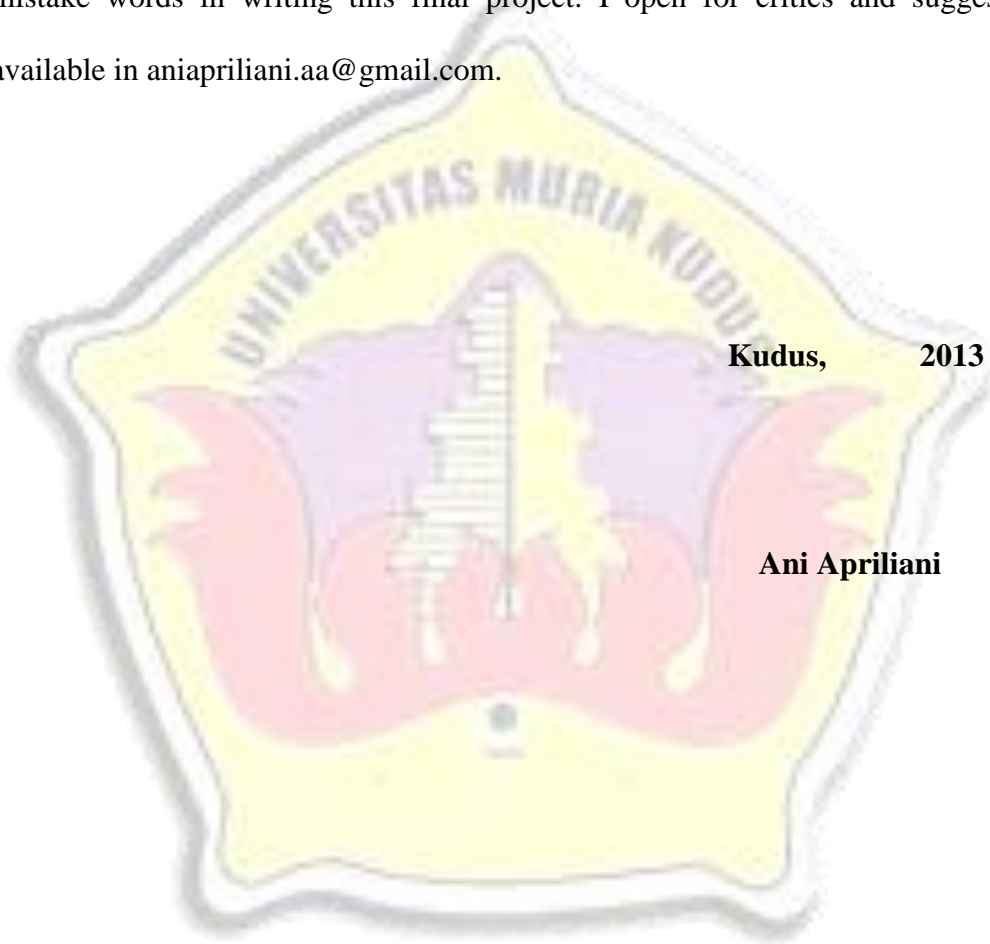 mistake words in writing this final project. I open for critics and sugges
available in aniapriliani.aa@gmail.com.
UNIVERSITAS MURIA KUDUS
Kudus, 2013
Ani Apriliani